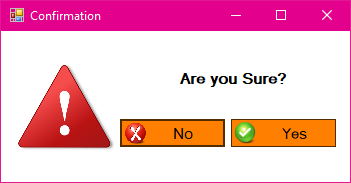 Confirmation
Are you Sure?
No
Yes